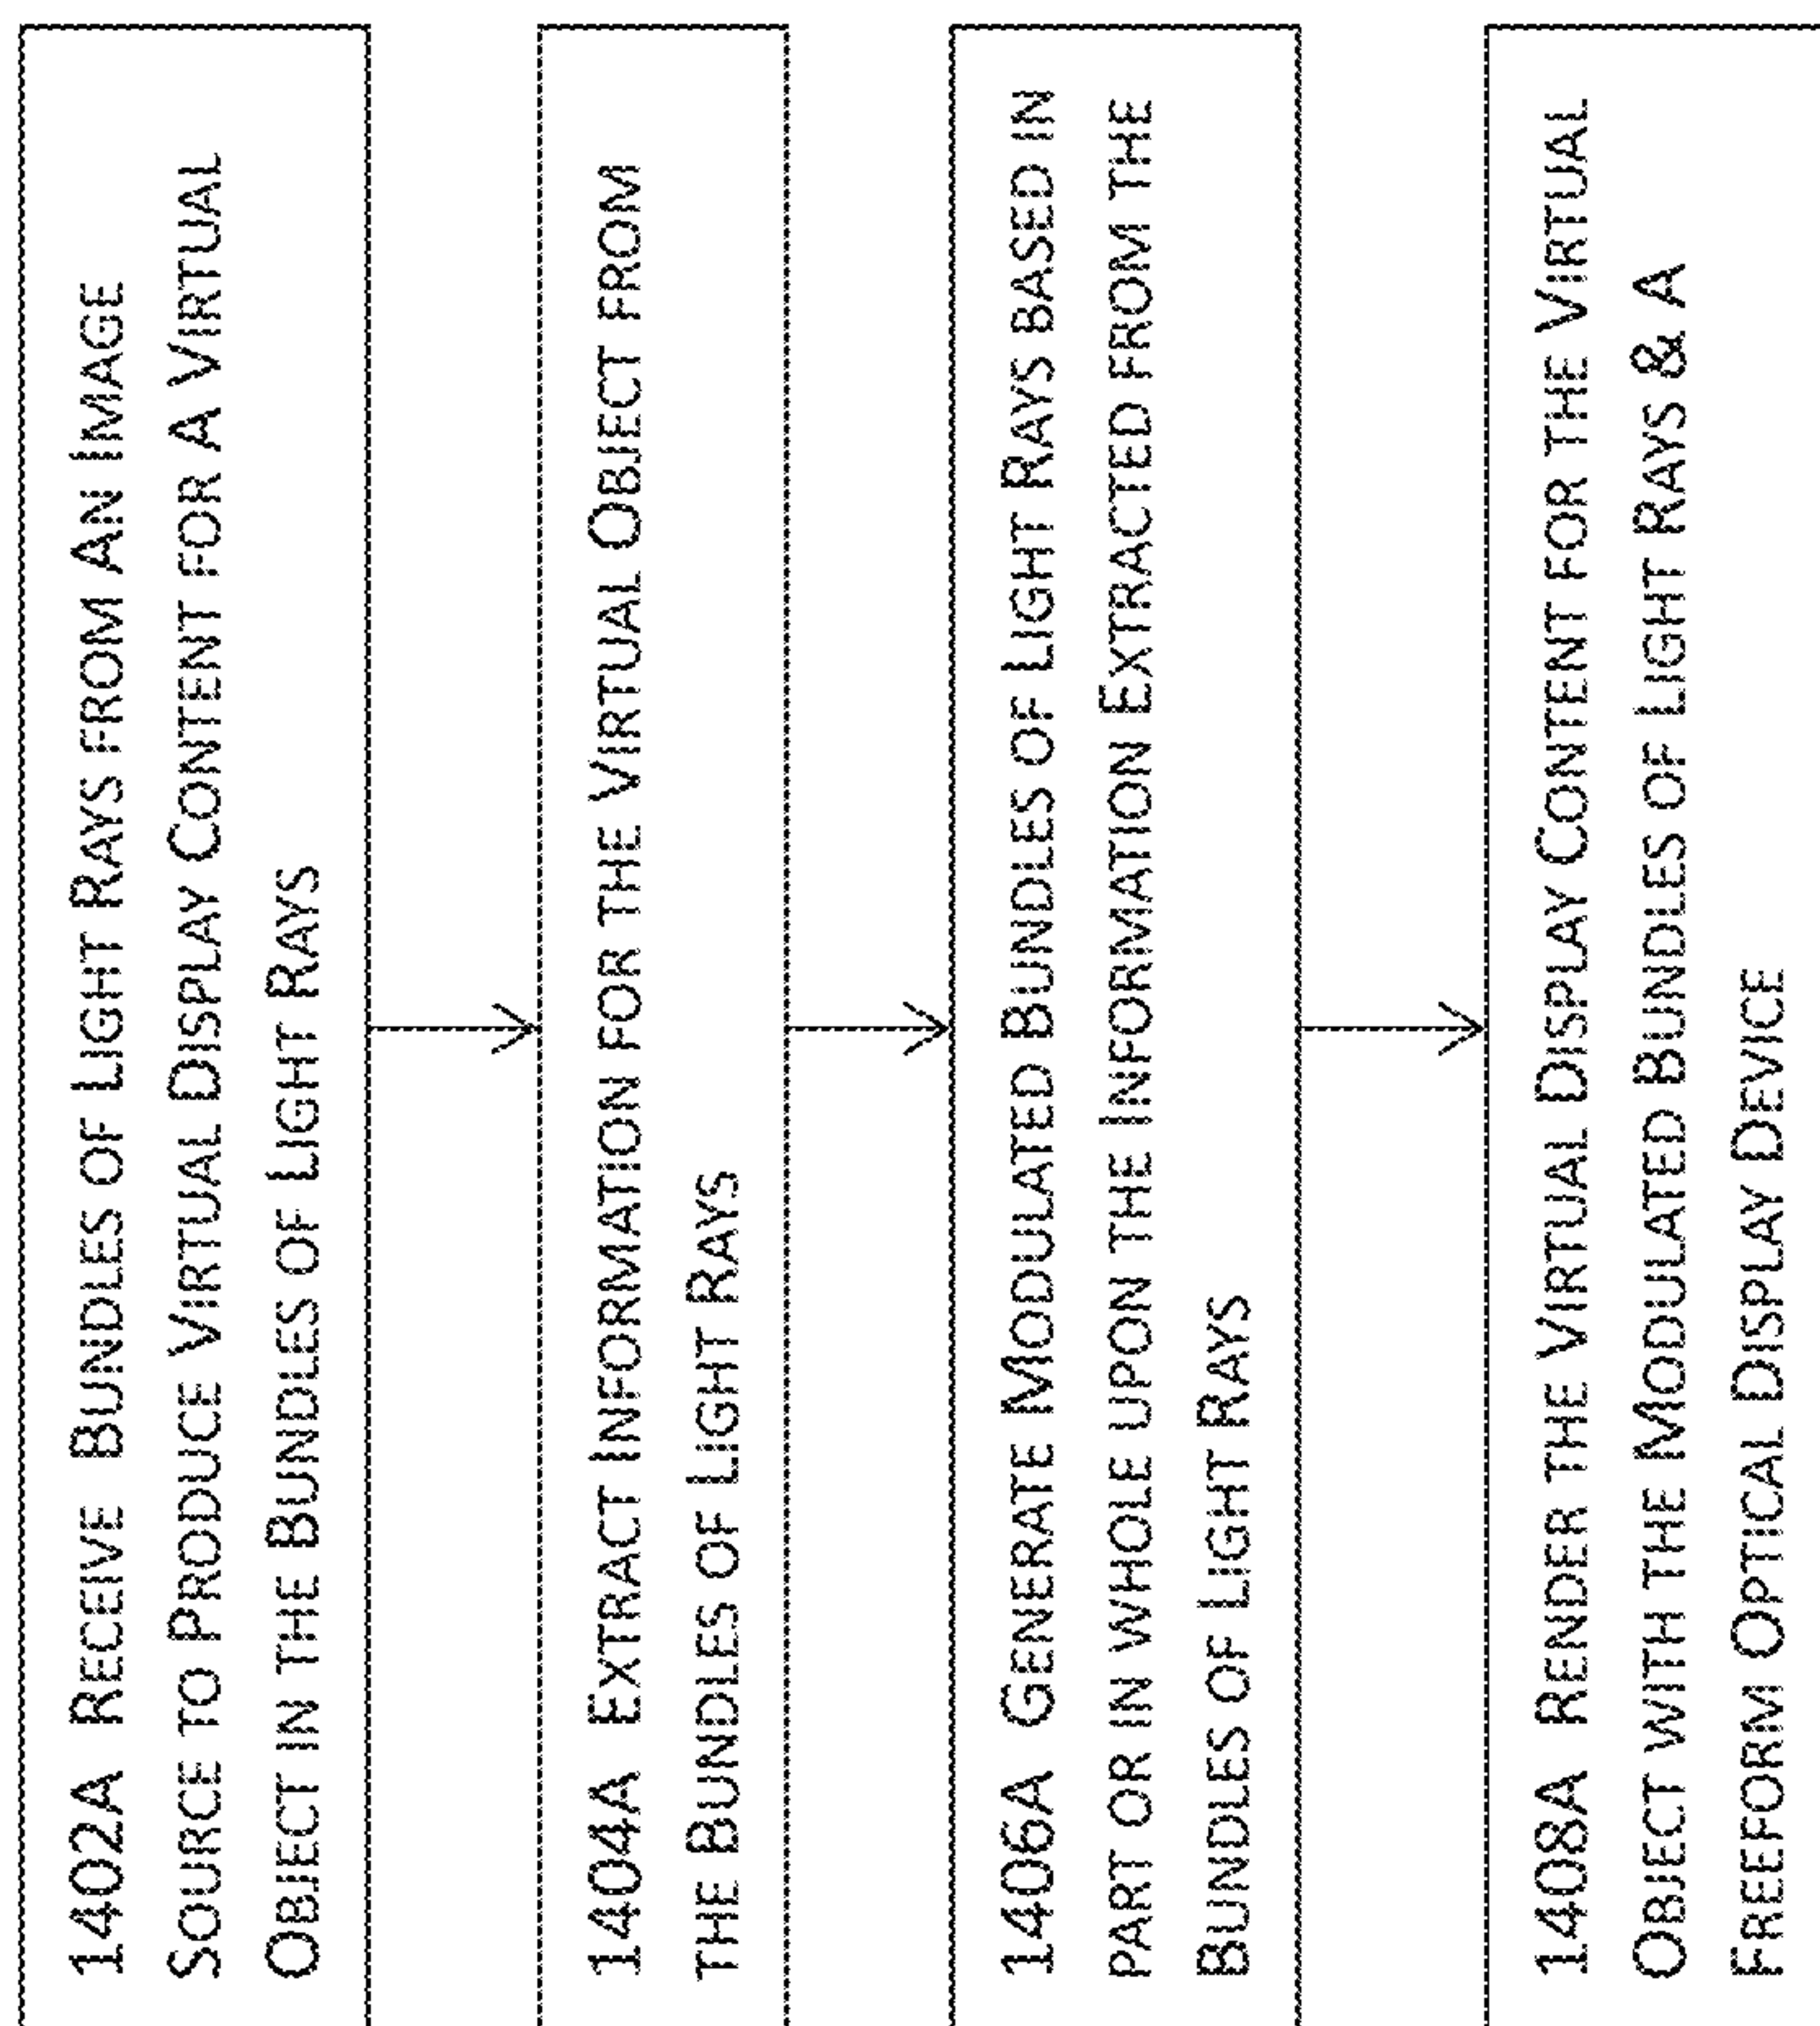 1402A RECEIVE BUNDLES OF LIGHT RAYS FROM AN IMAGE
SOURCE TO PRODUCE VIRTUAL DISPLAY CONTENT FOR A VIRTUAL
OBJECT IN THE BUNDLES OF LIGHT RAYS
1404A EXTRACT INFORMATION FOR THE VIRTUAL OBJECT FROM
THE BUNDLES OF LIGHT RAYS
1406A GENERATE MODULATED BUNDLES OF LIGHT RAYS BASED IN
PART OR IN WHOLE UPON THE INFORMATION EXTRACTED FROM THE
BUNDLES OF LIGHT RAYS
1408A RENDER THE VIRTUAL DISPLAY CONTENT FOR THE VIRTUAL
OBJECT WITH THE MODULATED BUNDLES OF LIGHT RAYS & A
FREEFORM OPTICAL DISPLAY DEVICE